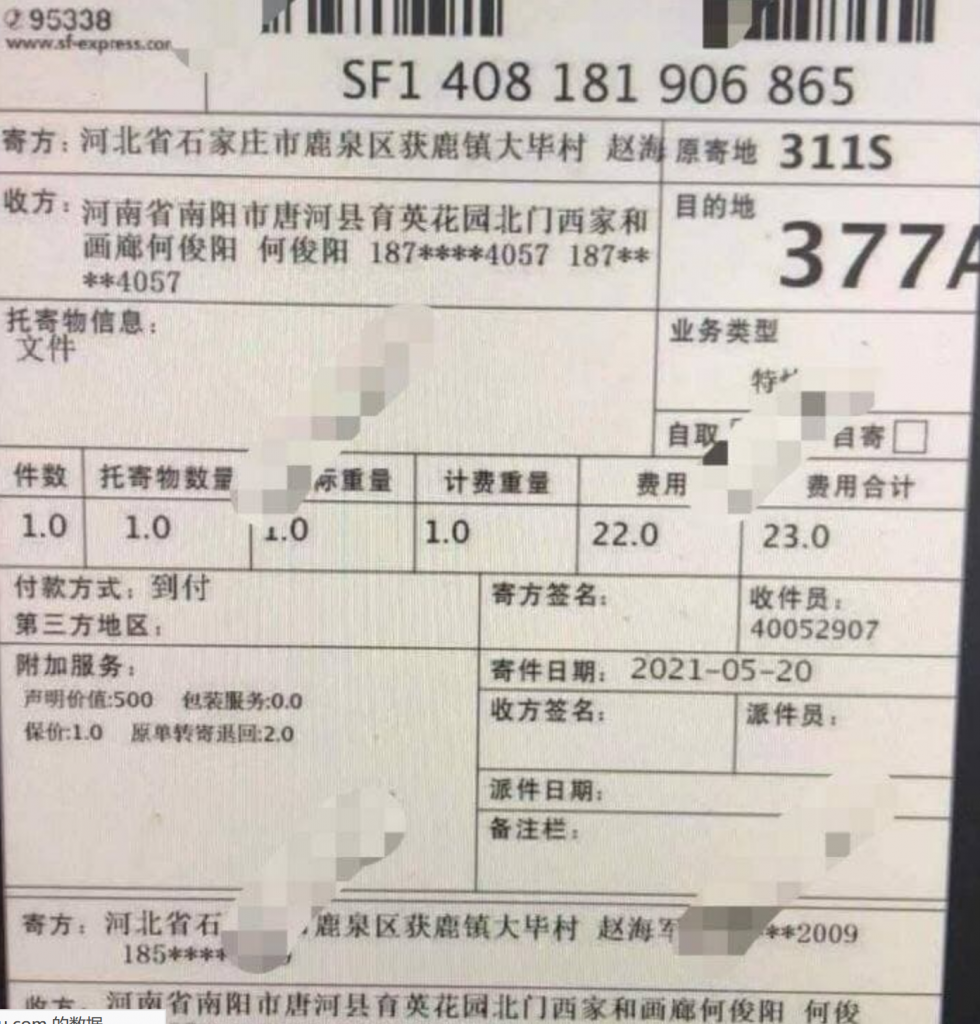 95338
www.sf-express.cor
SF1 408 181 906 865
寄方：河北省石家庄市鹿泉区获鹿镇大毕村 赵海
原寄地 311S
收方：河南省南阳市唐河县育英花园北门西家和
画廊何俊阳 何俊阳 187****4057 187**
**4057
目的地
377A
托寄物信息：
文件
业务类型
特
自取 自寄
件数 托寄物数量 际重量 计费重量 费用 费用合计
1.0 1.0 1.0 1.0 22.0 23.0
付款方式：到付
第三方地区：
寄方签名：
收件员：
40052907
附加服务：
声明价值:500 包装服务:0.0
保价:1.0 原单转寄退回:2.0
寄件日期： 2021-05-20
收方签名：
派件员：
派件日期：
备注栏：
寄方：河北省石 鹿泉区获鹿镇大毕村 赵海军 **2009
185****
收方：河南省南阳市唐河县育英花园北门西家和画廊何俊阳 何俊
u.com 的数据